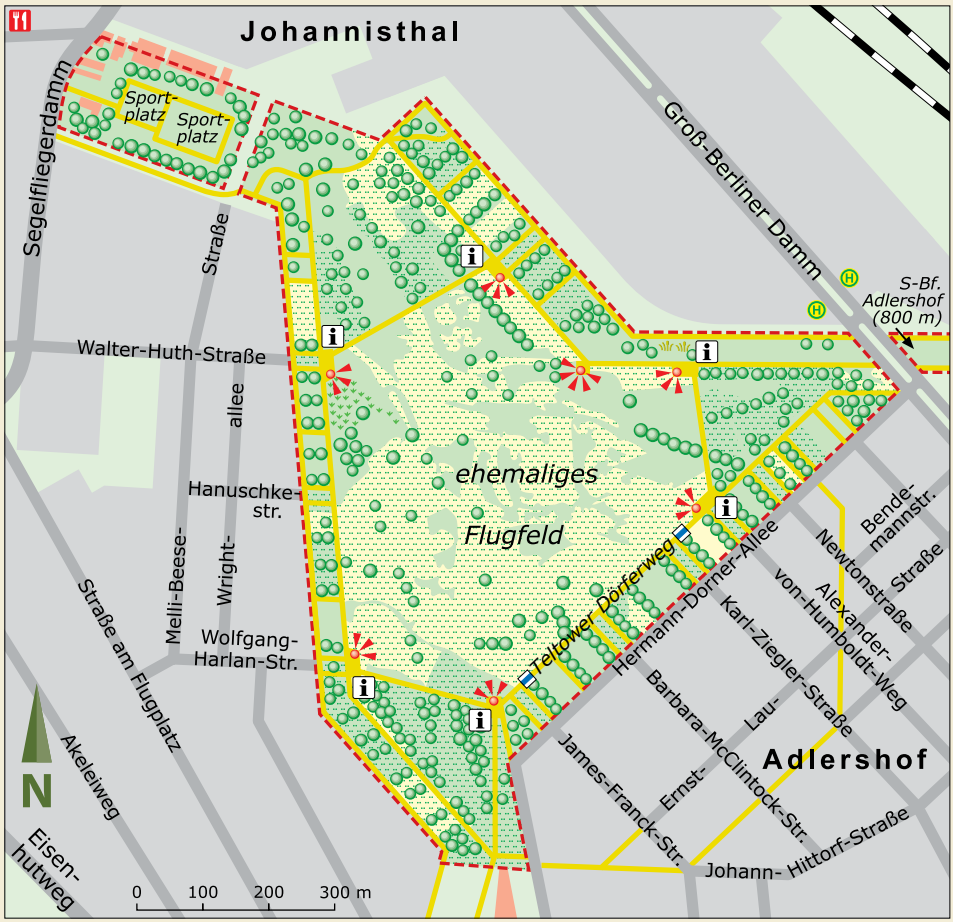 Johannisthal
Segelfliegerdamm
Sport-
platz
Sport-
platz
Groß-Berliner Damm
H
H
S-Bf.
Adlershof
(800 m)
Straße
i
i
i
Walter-Huth-Straße
allee
ehemaliges
Flugfeld
Hanuschke-
str.
i
Melli-Beese-
Wright-
Teltower Dörferweg
Hermann-Dorner-Allee
Bende-
mannstr.
Newtonstraße
Straße
Alexander-
von-Humboldt-Weg
Karl-Ziegler-Straße
Wolfgang-
Harlan-Str.
Straße am Flugplatz
i
i
Barbara-McClintock-Str.
Lau-
Ernst-
James-Franck-Str.
Adlershof
Johann- Hittorf-Straße
Akeleiweg
N
Eisen-
hutweg
0 100 200 300 m